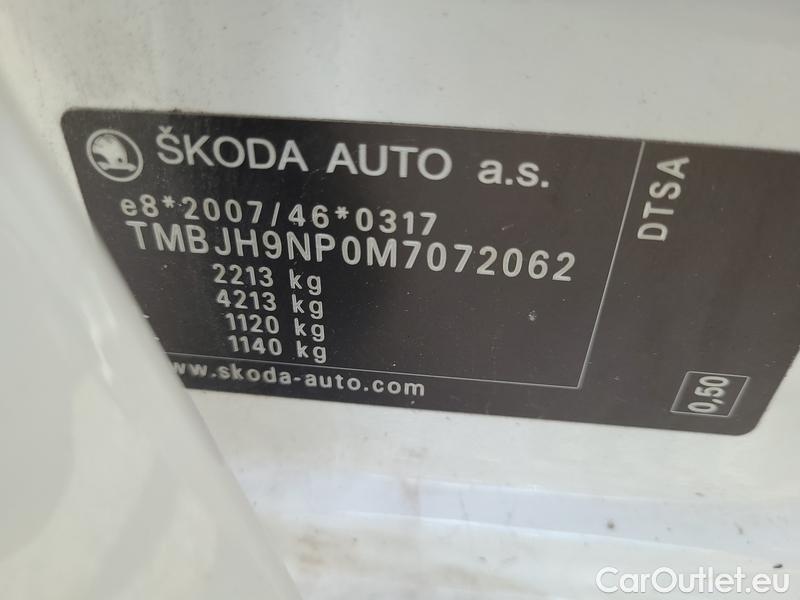 ŠKODA AUTO a.s.
e8*2007/46*0317
TMBJH9NP0M7072062
2213 kg
4213 kg
1120 kg
1140 kg
www.skoda-auto.com
DTSA
0,50
CarOutlet.eu